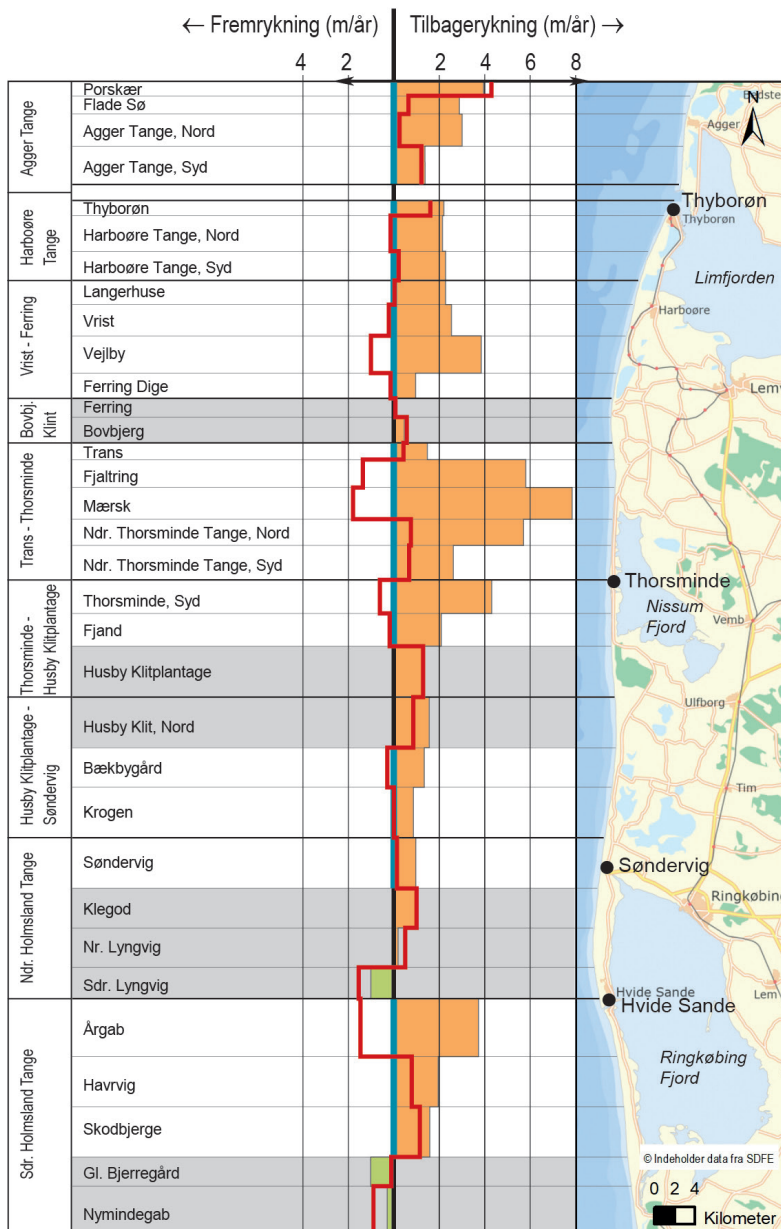 ← Fremrykning (m/år)
Tilbagerykning (m/år) →
4 2 2 4 6 8
Agger Tange
Porskær
Flade Sø
Agger Tange, Nord
Agger Tange, Syd
Harboøre
Tange
Thyborøn
Harboøre Tange, Nord
Harboøre Tange, Syd
Vrist - Ferring
Langerhuse
Vrist
Vejlby
Ferring Dige
Bovbj.
Klint
Ferring
Bovbjerg
Trans - Thorsminde
Trans
Fjaltring
Mærsk
Ndr. Thorsminde Tange, Nord
Ndr. Thorsminde Tange, Syd
Thorsminde -
Husby Klitplantage
Thorsminde, Syd
Fjand
Husby Klitplantage
Husby Klitplantage -
Søndervig
Husby Klit, Nord
Bækbygård
Krogen
Ndr. Holmsland Tange
Søndervig
Klegod
Nr. Lyngvig
Sdr. Lyngvig
Sdr. Holmsland Tange
Årgab
Havrvig
Skodbjerge
Gl. Bjerregård
Nymindegab
N
Agger
Thyborøn
Thyborøn
Limfjorden
Harboøre
Lemv
Thorsminde
Nissum
Fjord
Vemb
Ulfborg
Tim
Søndervig
Ringkøbing
Hvide Sande
Hvide Sande
Lem
Ringkøbing
Fjord
© Indeholder data fra SDFE
0 2 4
Kilometer